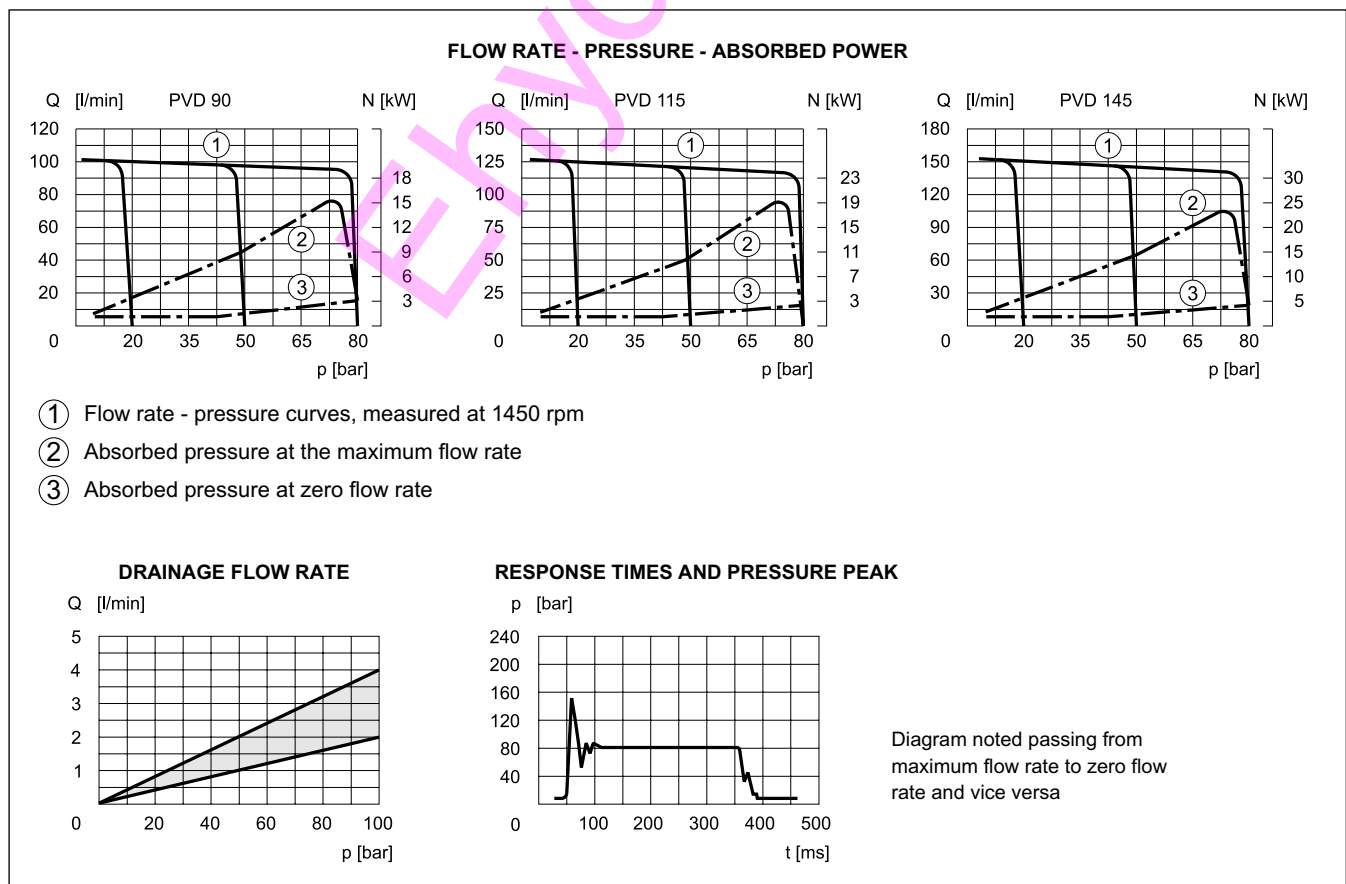 FLOW RATE - PRESSURE - ABSORBED POWER
Q [l/min] PVD 90 N [kW]
120
100
80
60
40
20
0
18
15
12
9
6
3
20 35 50 65 80
p [bar]
1
2
3
Q [l/min] PVD 115 N [kW]
150
125
100
75
50
25
0
23
19
15
11
7
3
20 35 50 65 80
p [bar]
1
2
3
Q [l/min] PVD 145 N [kW]
180
150
120
90
60
30
0
30
25
20
15
10
5
20 35 50 65 80
p [bar]
1
2
3
1 Flow rate - pressure curves, measured at 1450 rpm
2 Absorbed pressure at the maximum flow rate
3 Absorbed pressure at zero flow rate
DRAINAGE FLOW RATE
Q [l/min]
5
4
3
2
1
0
20 40 60 80 100
p [bar]
RESPONSE TIMES AND PRESSURE PEAK
p [bar]
240
200
160
120
80
40
0
100 200 300 400 500
t [ms]
Diagram noted passing from
maximum flow rate to zero flow
rate and vice versa